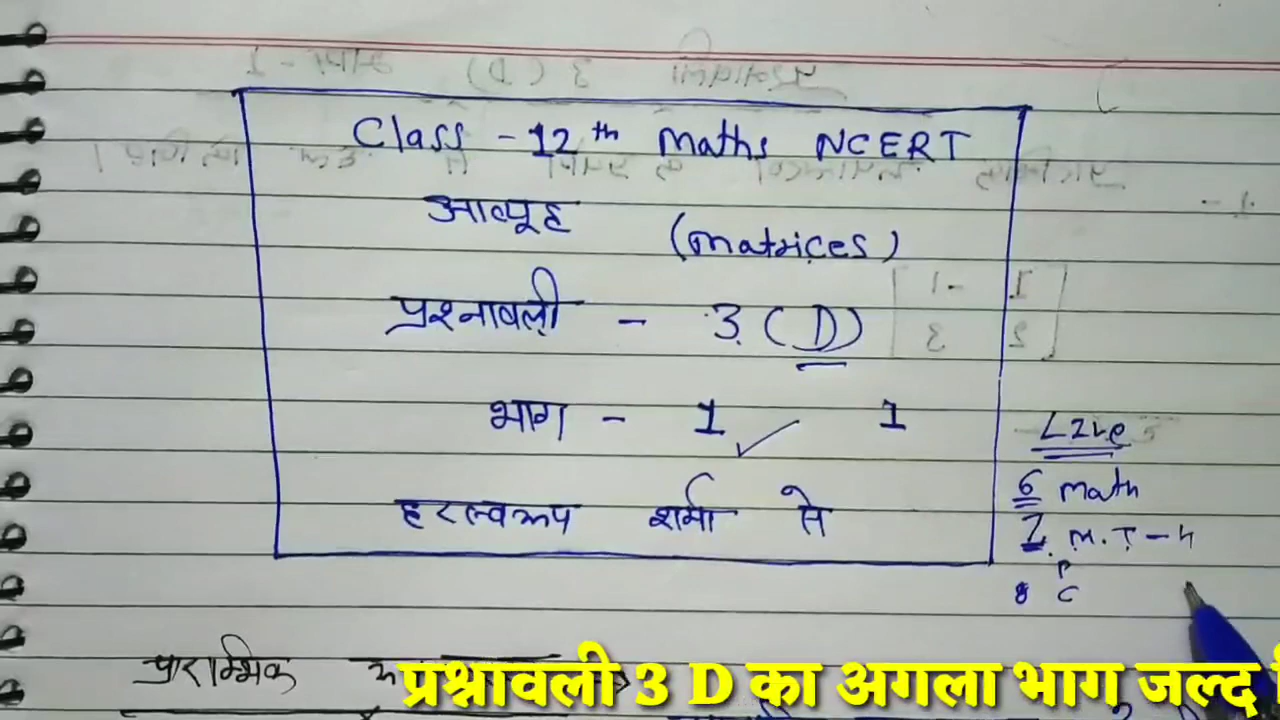 Class - 12th Maths NCERT
आव्यूह (matrices)
प्रश्नावली - 3 (D)
भाग - 1 1
हरस्वरूप शर्मा से
Live
6 Math
7 M.T - H
P
8 C
प्रारम्भिक
प्रश्नावली 3 D का अगला भाग जल्द